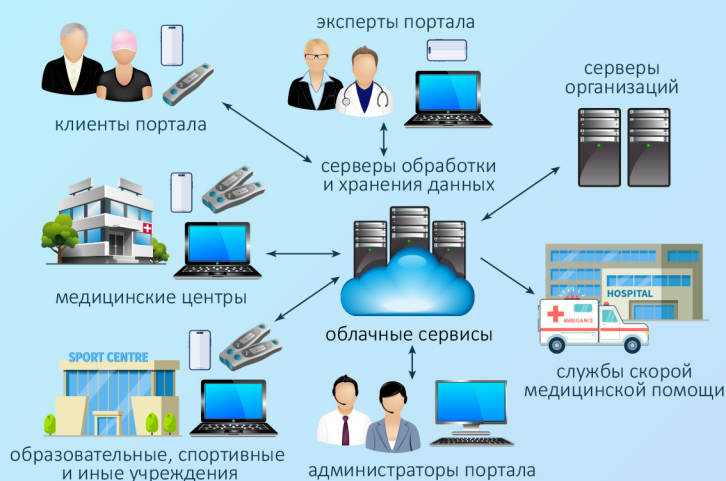 эксперты портала
клиенты портала
серверы
организаций
серверы обработки
и хранения данных
медицинские центры
облачные сервисы
HOSPITAL
AMBULANCE
службы скорой
медицинской помощи
SPORT CENTRE
образовательные, спортивные
и иные учреждения
администраторы портала